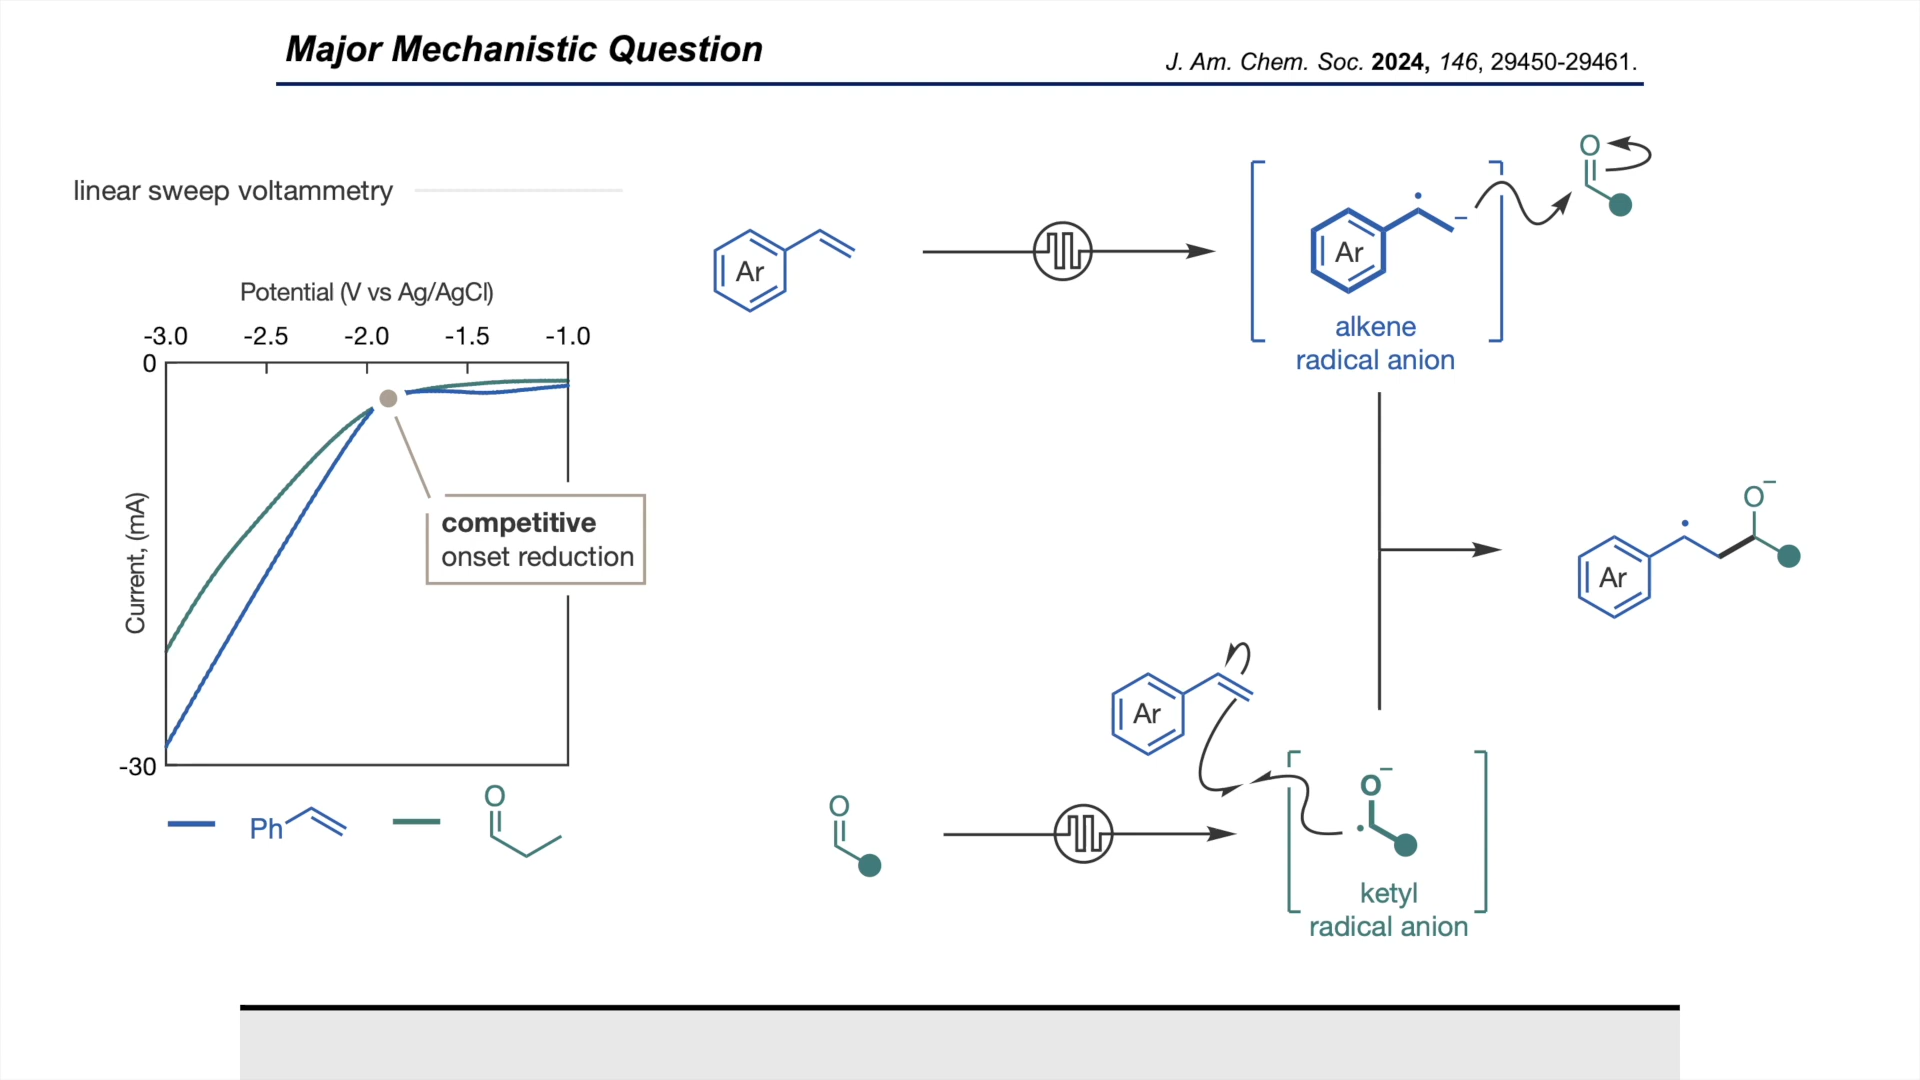 Major Mechanistic Question
J. Am. Chem. Soc. 2024, 146, 29450-29461.
linear sweep voltammetry
Potential (V vs Ag/AgCl)
-3.0 -2.5 -2.0 -1.5 -1.0
0
-30
Current, (mA)
competitive
onset reduction
Ph
O
Ar
Ar
O
alkene
radical anion
Ar
O
ketyl
radical anion
O
Ar
O−